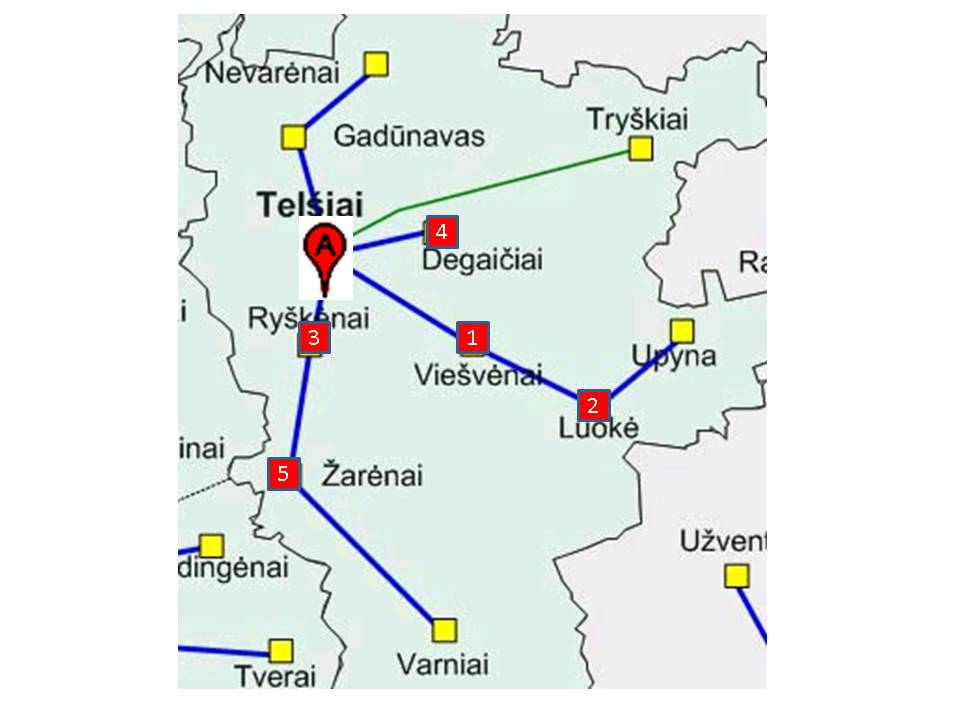 Nevarėnai
Gadūnavas
Tryškiai
Telšiai
A
4
Degaičiai
i
Ra
Ryškėnai
3
1
Viešvėnai
Upyna
2
Luokė
inai
5
Žarėnai
dingėnai
Užvent
Varniai
Tverai